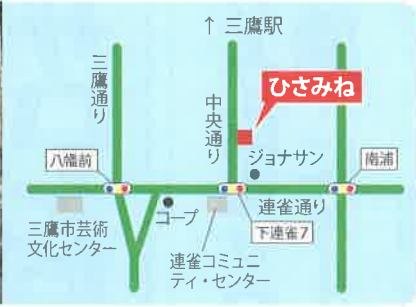 ↑ 三鷹駅
三鷹通り
中央通り
ひさみね
八幡前
ジョナサン
南浦
コープ
連雀通り
三鷹市芸術
文化センター
下連雀7
連雀コミュニ
ティ・センター